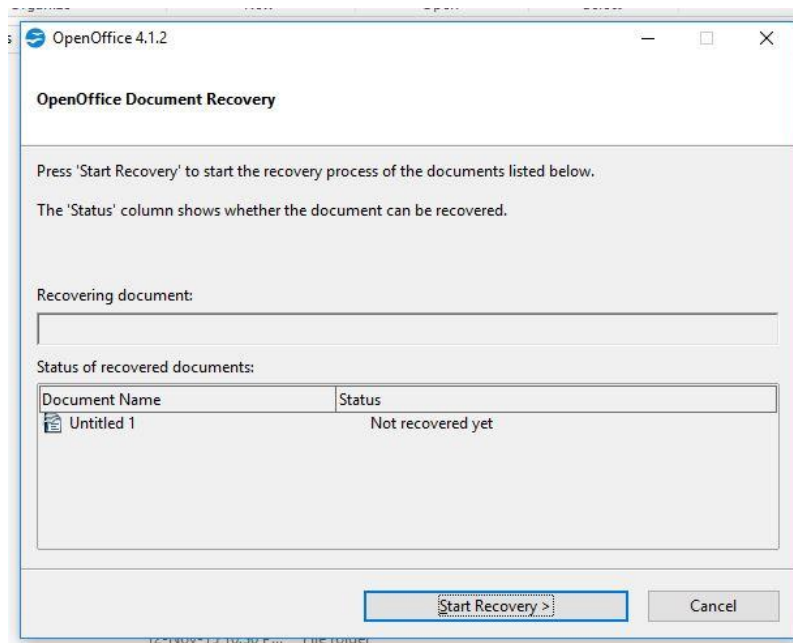 OpenOffice 4.1.2
OpenOffice Document Recovery
Press 'Start Recovery' to start the recovery process of the documents listed below.
The 'Status' column shows whether the document can be recovered.
Recovering document:
Status of recovered documents:
Document Name Status
Untitled 1 Not recovered yet
Start Recovery > Cancel